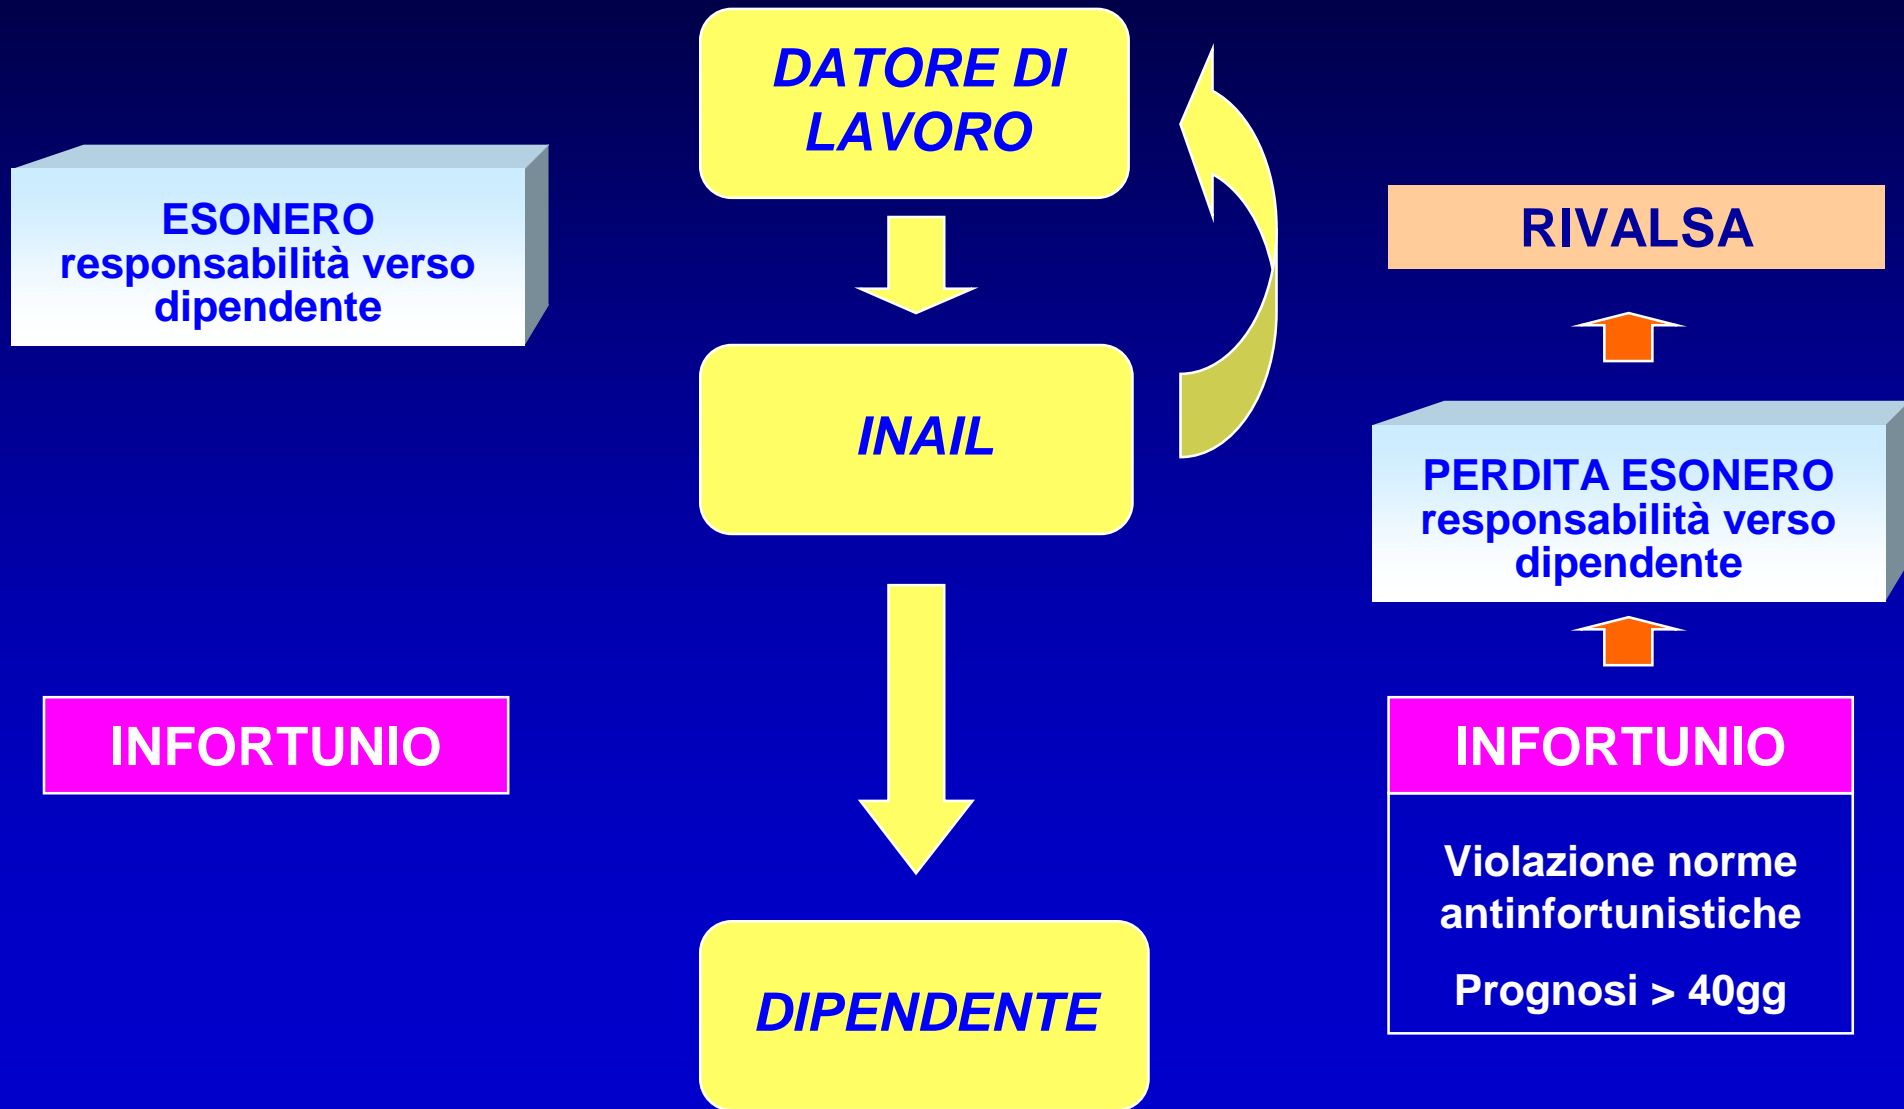 DATORE DI
LAVORO
ESONERO
responsabilità verso
dipendente
INAIL
INFORTUNIO
DIPENDENTE
RIVALSA
PERDITA ESONERO
responsabilità verso
dipendente
INFORTUNIO
Violazione norme
antinfortunistiche
Prognosi > 40gg